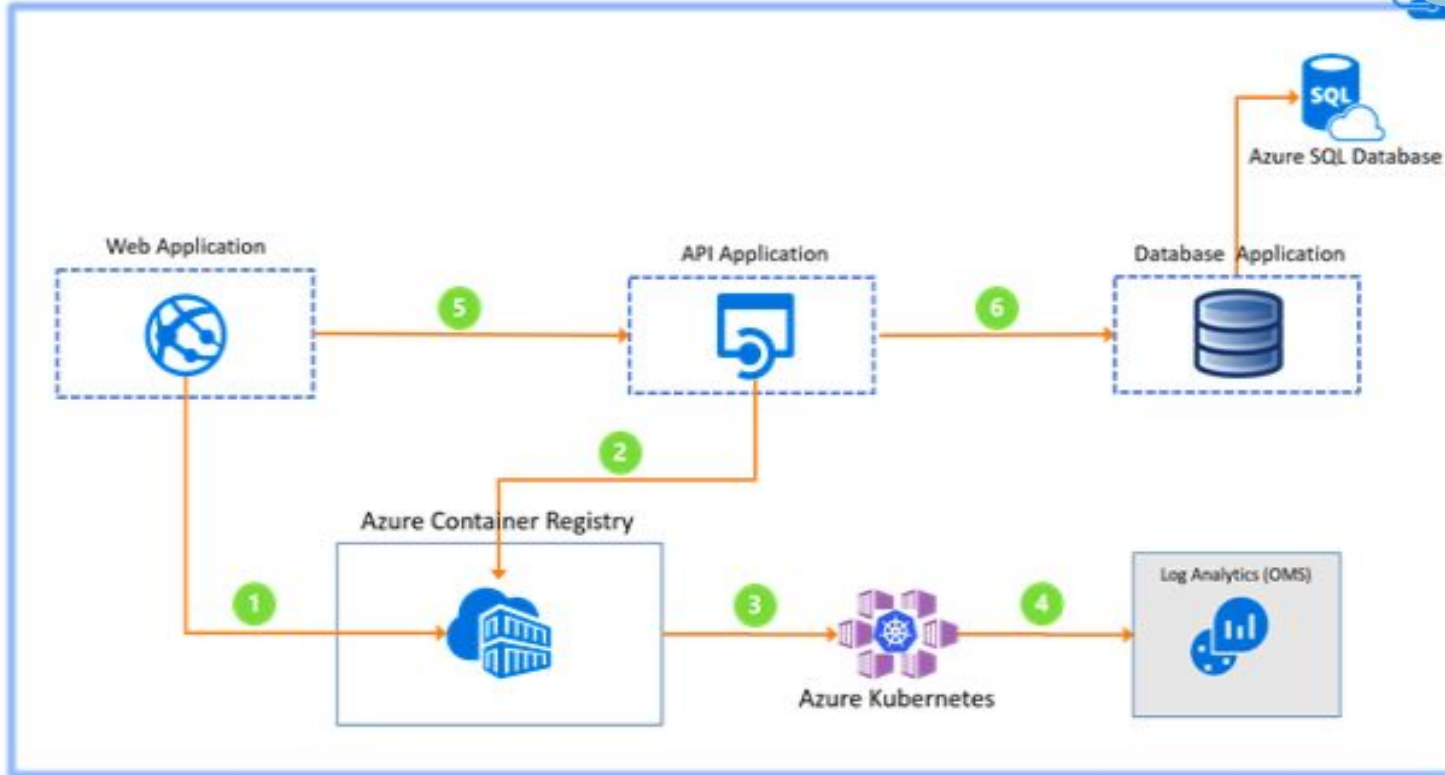 SQL
Azure SQL Database
Web Application
API Application
Database Application
5
6
2
Azure Container Registry
Log Analytics (OMS)
1
3
4
Azure Kubernetes